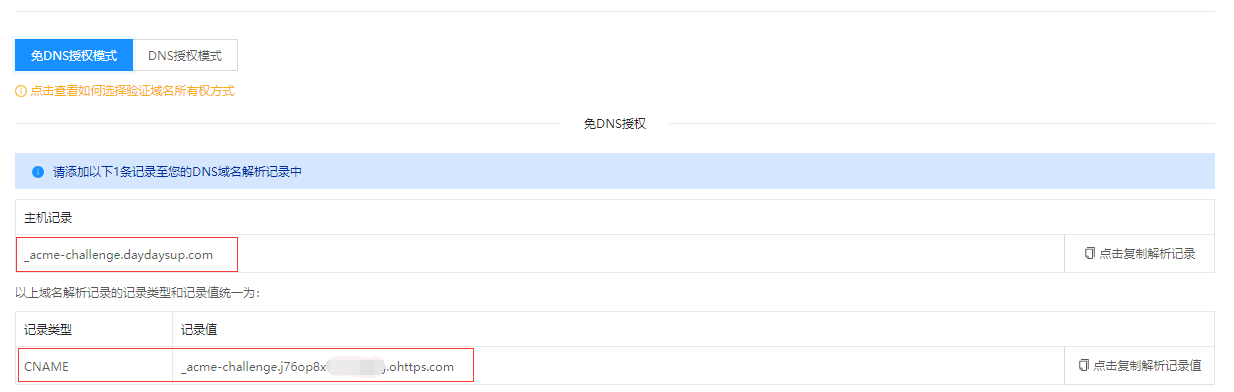 免DNS授权模式 DNS授权模式
点击查看如何选择验证域名所有权方式
免DNS授权
请添加以下1条记录至您的DNS域名解析记录中
主机记录
_acme-challenge.daydaysup.com 点击复制解析记录
以上域名解析记录的记录类型和记录值统一为：
记录类型 记录值
CNAME _acme-challenge.j76op8x j.ohttps.com 点击复制解析记录值